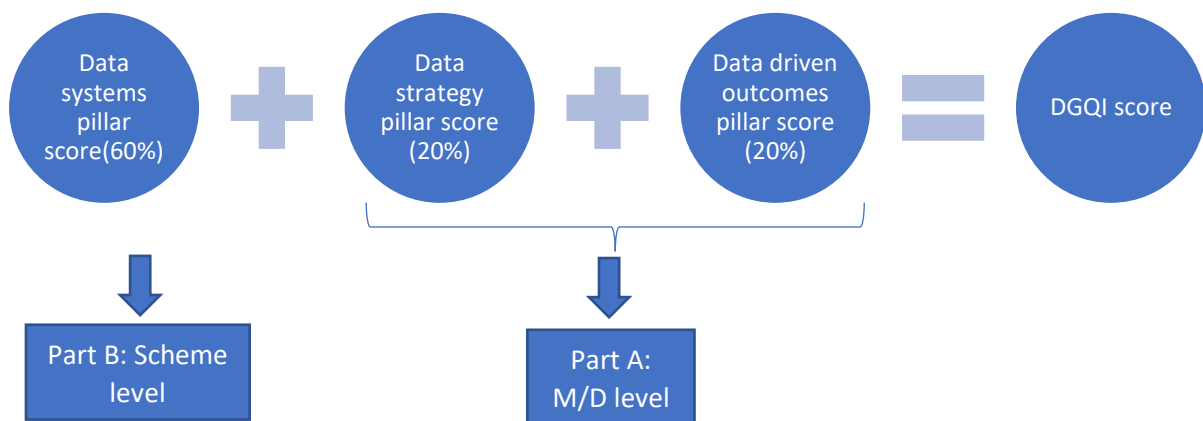 Data
systems
pillar
score(60%)
Data
strategy
pillar score
(20%)
Data driven
outcomes
pillar score
(20%)
DGQI score
Part B: Scheme
level
Part A:
M/D level